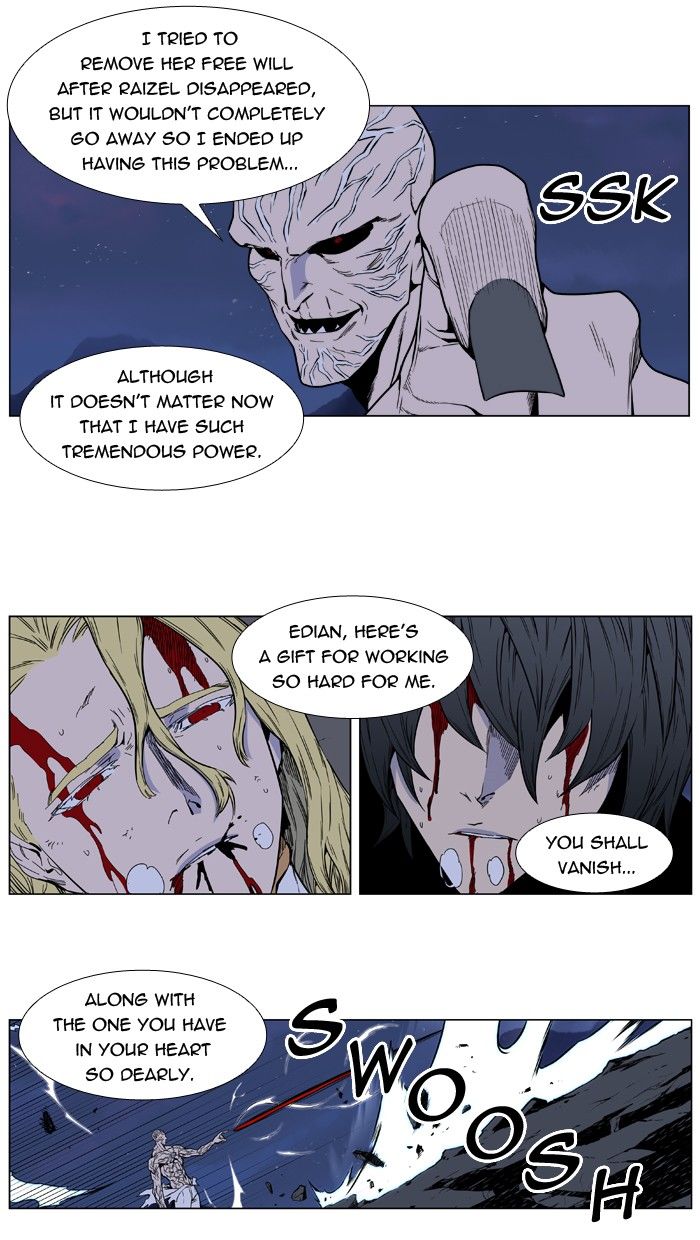 I TRIED TO
REMOVE HER FREE WILL
AFTER RAIZEL DISAPPEARED,
BUT IT WOULDN'T COMPLETELY
GO AWAY SO I ENDED UP
HAVING THIS PROBLEM...
SSK
ALTHOUGH
IT DOESN'T MATTER NOW
THAT I HAVE SUCH
TREMENDOUS POWER.
EDIAN, HERE'S
A GIFT FOR WORKING
SO HARD FOR ME.
YOU SHALL
VANISH...
ALONG WITH
THE ONE YOU HAVE
IN YOUR HEART
SO DEARLY.
SWOOSH